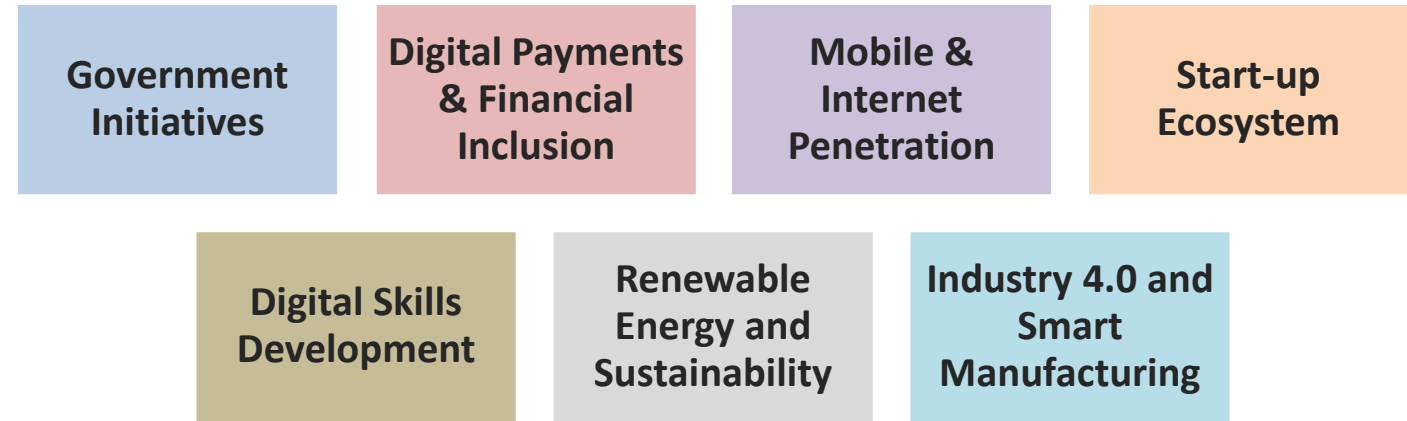 Government
Initiatives
Digital Payments
& Financial
Inclusion
Mobile &
Internet
Penetration
Start-up
Ecosystem
Digital Skills
Development
Renewable
Energy and
Sustainability
Industry 4.0 and
Smart
Manufacturing